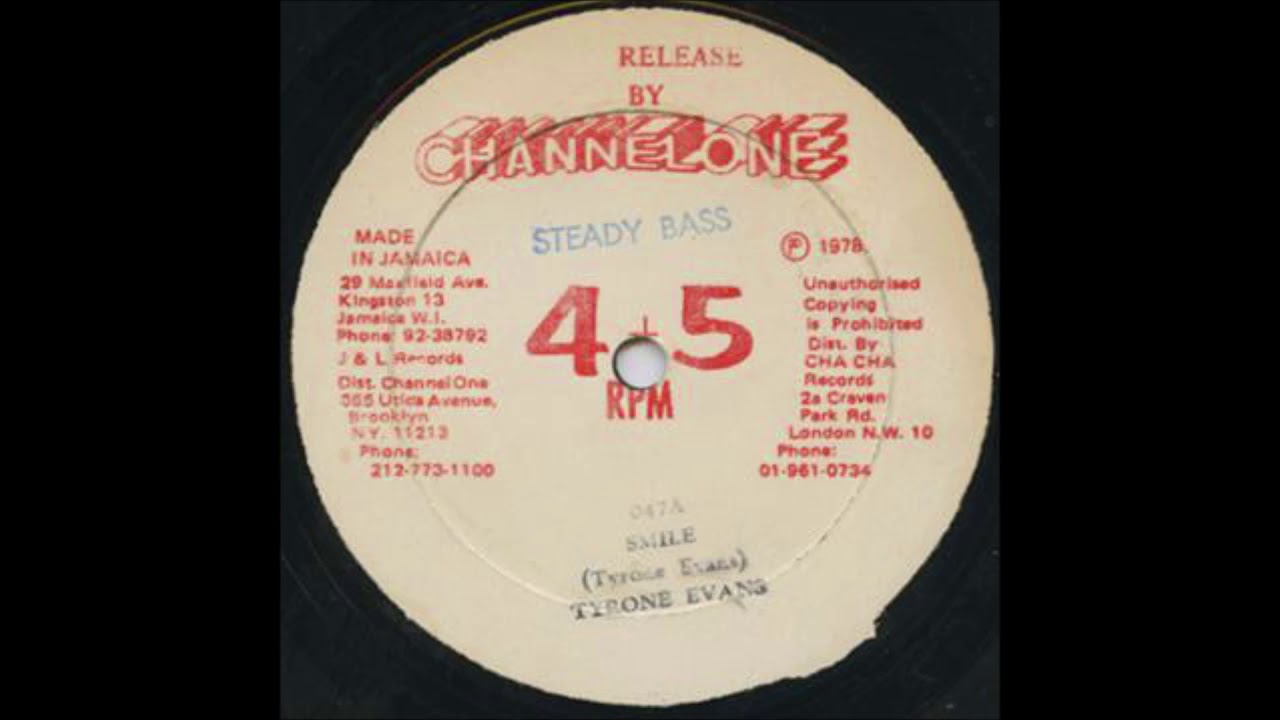 RELEASE
BY
CHANNEL ONE
STEADY BASS
MADE
IN JAMAICA
29 Maxfield Ave.
Kingston 13
Jamaica W.I.
Phone: 92-38792
J & L Records
Dist. Channel One
365 Utica Avenue,
Brooklyn
NY. 11213
Phone:
212-773-1100
45
RPM
Ⓟ 1978.
Unauthorised
Copying
is Prohibited
Dist. By
CHA CHA
Records
2a Craven
Park Rd.
London N.W. 10
Phone:
01-961-0734
047A
SMILE
(Tyrone Evans)
TYRONE EVANS